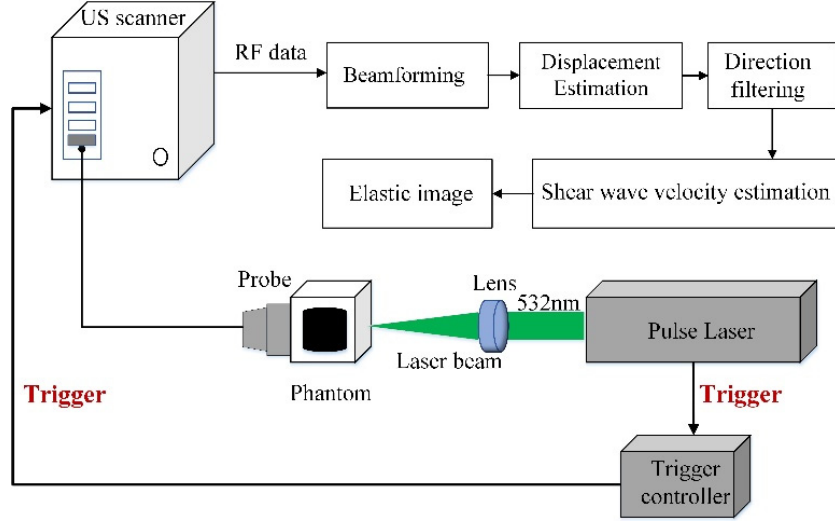 US scanner
RF data
Beamforming
Displacement
Estimation
Direction
filtering
Elastic image
Shear wave velocity estimation
Probe
Lens
532nm
Pulse Laser
Laser beam
Phantom
Trigger
Trigger
Trigger
controller